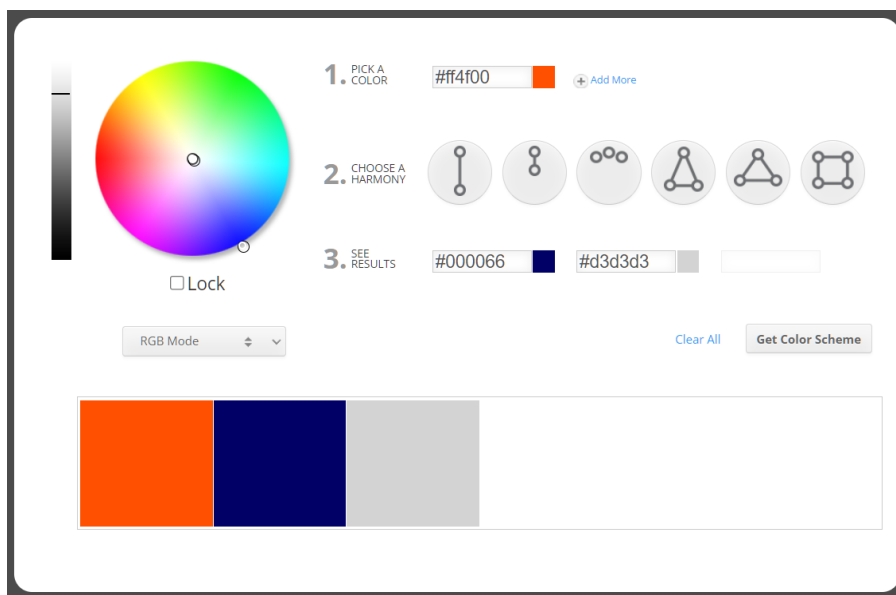 1. PICK A
COLOR
#ff4f00
+ Add More
2. CHOOSE A
HARMONY
3. SEE
RESULTS
#000066
#d3d3d3
Lock
RGB Mode
Clear All
Get Color Scheme